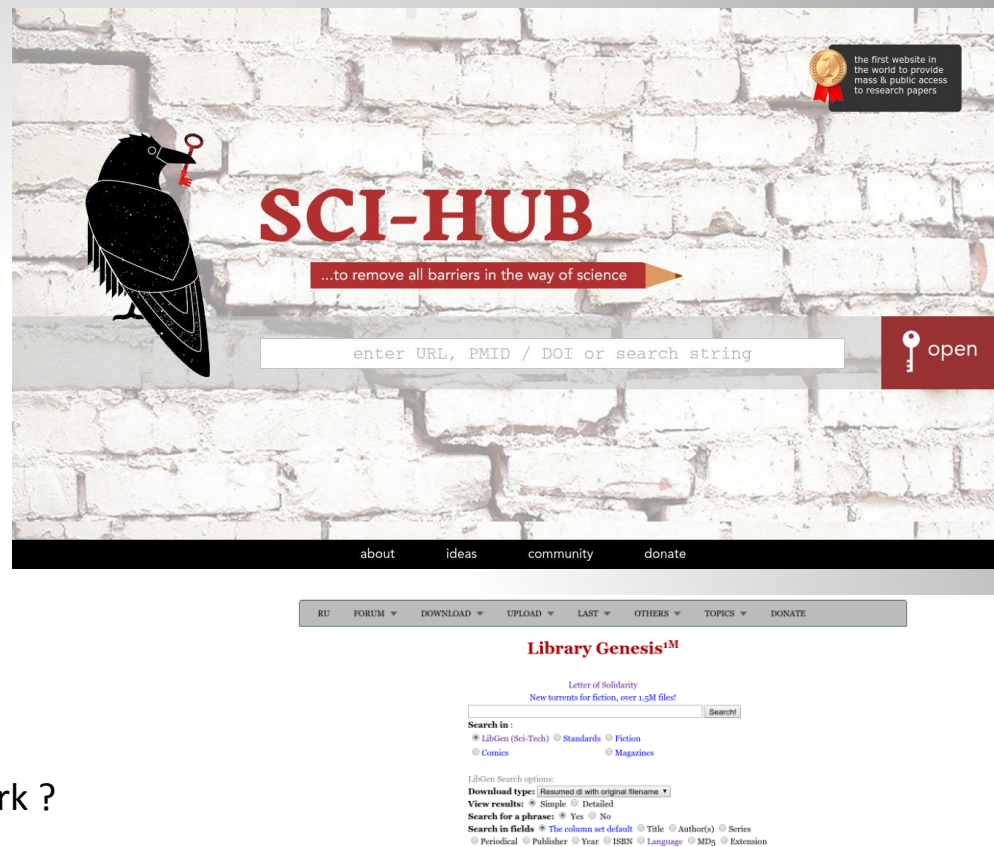 the first website in
the world to provide
mass & public access
to research papers
SCI-HUB
...to remove all barriers in the way of science
enter URL, PMID / DOI or search string
open
about ideas community donate
RU FORUM DOWNLOAD UPLOAD LAST OTHERS TOPICS DONATE
Library Genesis1M
Letter of Solidarity
New torrents for fiction, over 1.5M files!
Search!
Search in :
LibGen (Sci-Tech) Standards Fiction
Comics Magazines
LibGen Search options:
Download type: Resumed dl with original filename
View results: Simple Detailed
Search for a phrase: Yes No
Search in fields The column set default Title Author(s) Series
Periodical Publisher Year ISBN Language MD5 Extension
rk ?